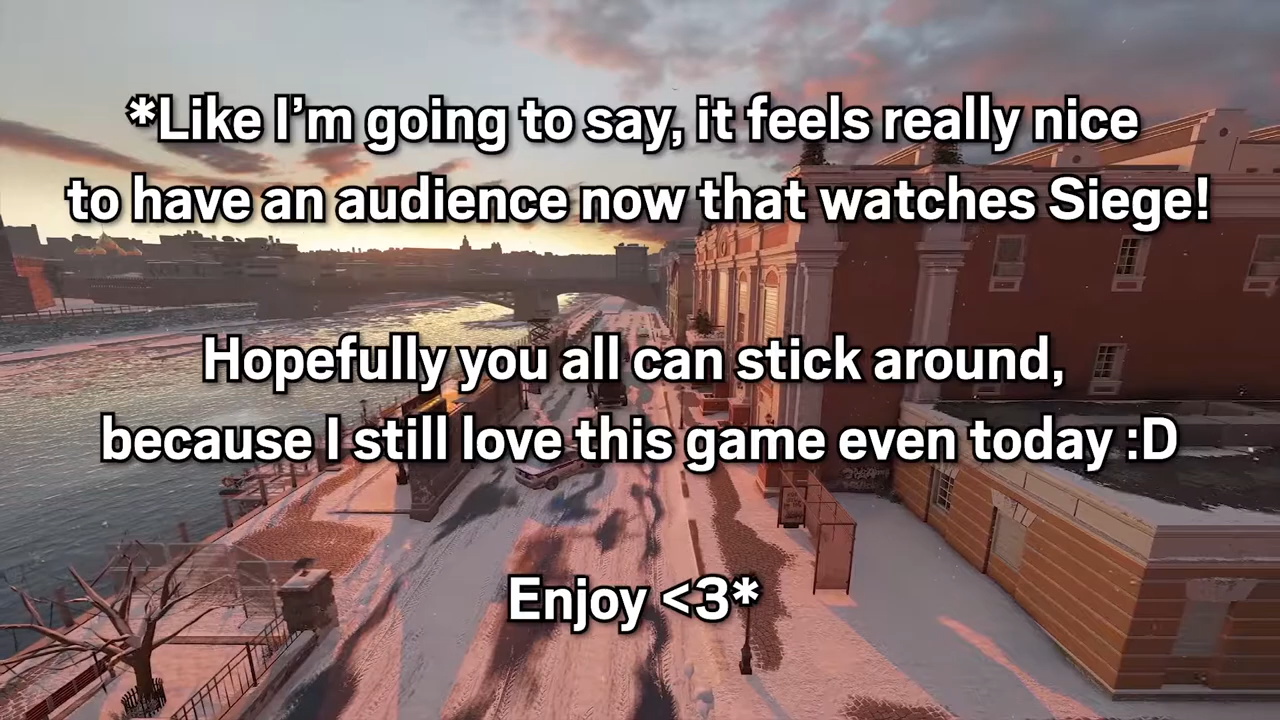 *Like I’m going to say, it feels really nice
to have an audience now that watches Siege!
Hopefully you all can stick around,
because I still love this game even today :D
Enjoy <3*